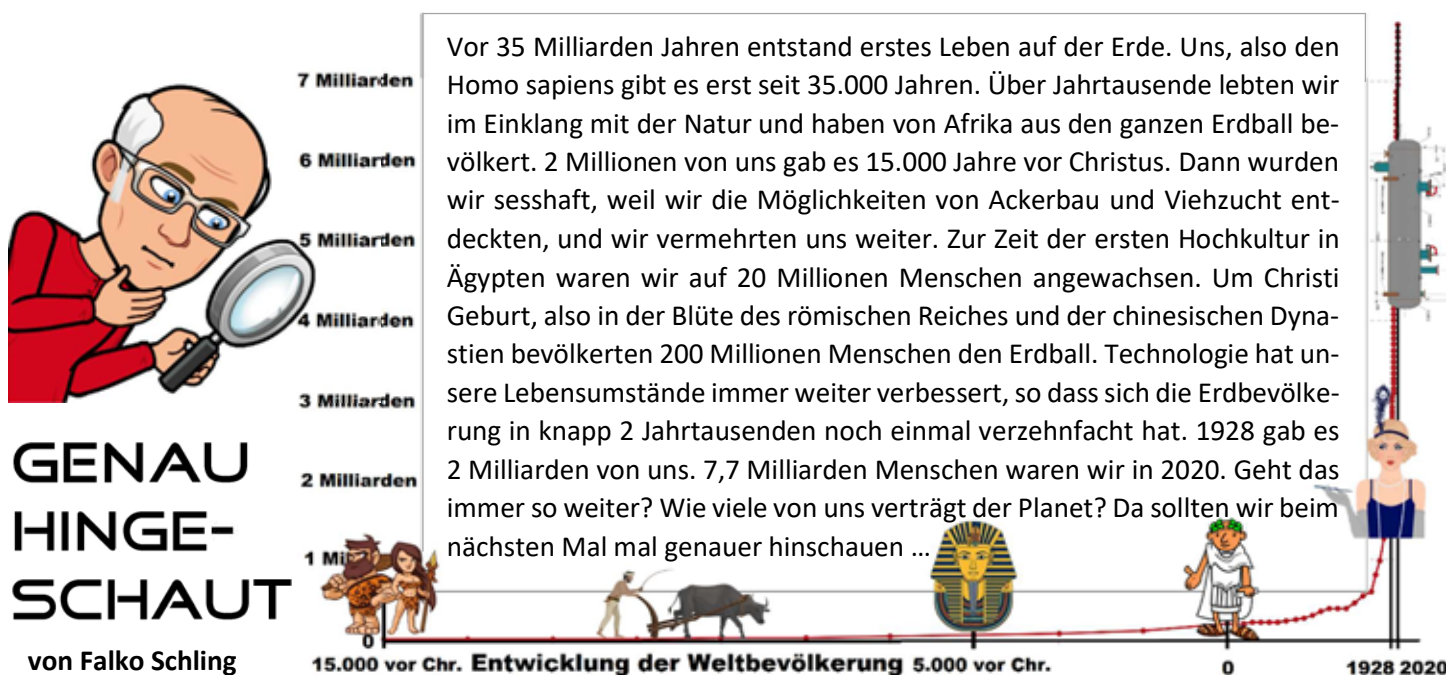 Vor 35 Milliarden Jahren entstand erstes Leben auf der Erde. Uns, also den
Homo sapiens gibt es erst seit 35.000 Jahren. Über Jahrtausende lebten wir
im Einklang mit der Natur und haben von Afrika aus den ganzen Erdball be-
völkert. 2 Millionen von uns gab es 15.000 Jahre vor Christus. Dann wurden
wir sesshaft, weil wir die Möglichkeiten von Ackerbau und Viehzucht ent-
deckten, und wir vermehrten uns weiter. Zur Zeit der ersten Hochkultur in
Ägypten waren wir auf 20 Millionen Menschen angewachsen. Um Christi
Geburt, also in der Blüte des römischen Reiches und der chinesischen Dyna-
stien bevölkerten 200 Millionen Menschen den Erdball. Technologie hat un-
sere Lebensumstände immer weiter verbessert, so dass sich die Erdbevölke-
rung in knapp 2 Jahrtausenden noch einmal verzehnfacht hat. 1928 gab es
2 Milliarden von uns. 7,7 Milliarden Menschen waren wir in 2020. Geht das
immer so weiter? Wie viele von uns verträgt der Planet? Da sollten wir beim
nächsten Mal mal genauer hinschauen ...
7 Milliarden
6 Milliarden
5 Milliarden
4 Milliarden
3 Milliarden
2 Milliarden
1 Mil
0
GENAU
HINGE-
SCHAUT
von Falko Schling
15.000 vor Chr. Entwicklung der Weltbevölkerung 5.000 vor Chr. 0 1928 2020